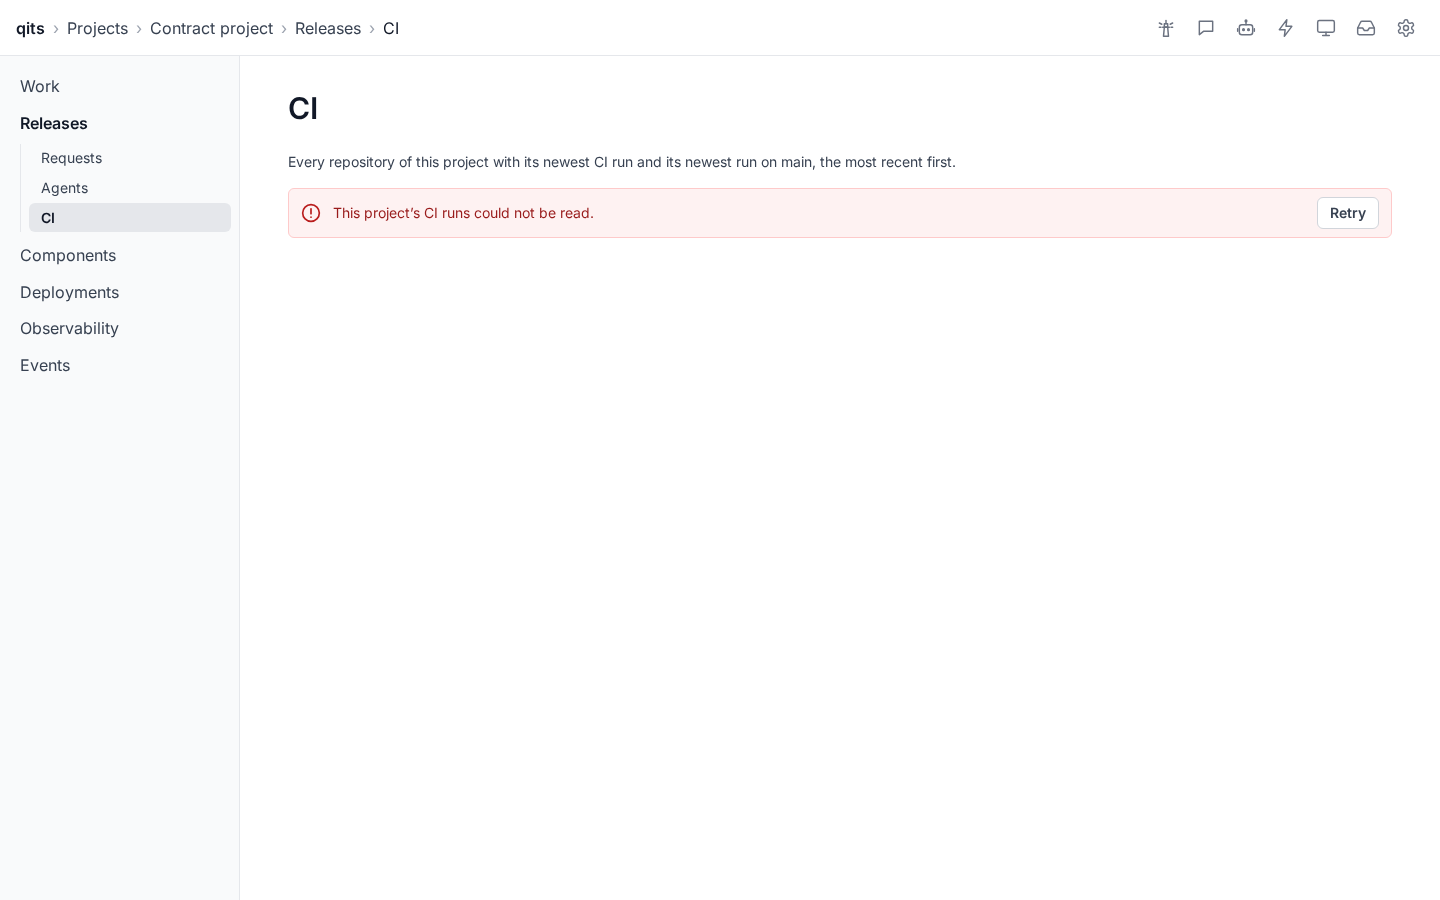 qits › Projects › Contract project › Releases › CI
Work
Releases
Requests
Agents
CI
Components
Deployments
Observability
Events
CI
Every repository of this project with its newest CI run and its newest run on main, the most recent first.
This project’s CI runs could not be read.
Retry